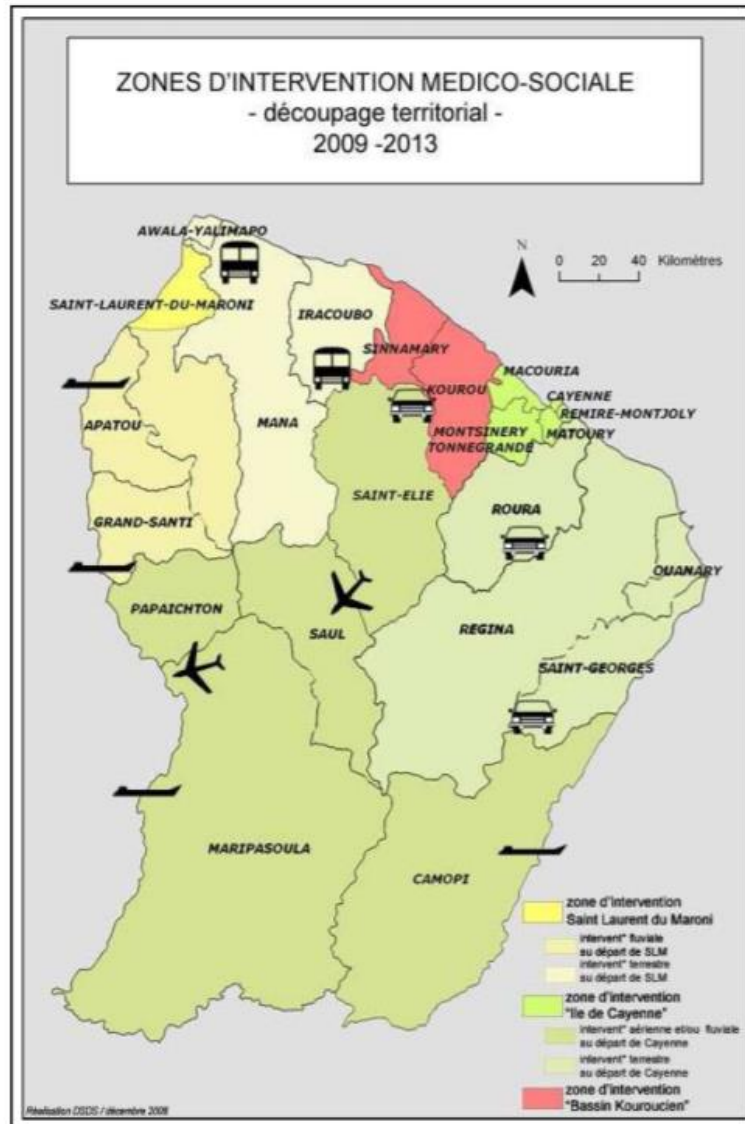 ZONES D'INTERVENTION MEDICO-SOCIALE
- découpage territorial -
2009 -2013
AWALA-YALIMAPO
N
0 20 40 Kilomètres
SAINT-LAURENT-DU-MARONI
IRACOUBO
SINNAMARY
MACOURIA
KOUROU
CAYENNE
REMIRE-MONTJOLY
APATOU
MANA
MONTSINERY
TONNEGRANDE
MATOURY
SAINT-ELIE
ROURA
GRAND-SANTI
OUANARY
PAPAICHTON
SAUL
REGINA
SAINT-GEORGES
MARIPASOULA
CAMOPI
zone d'intervention
Saint Laurent du Maroni
intervent° fluviale
au départ de SLM
intervent° terrestre
au départ de SLM
zone d'intervention
"Ile de Cayenne"
intervent° aérienne et/ou fluviale
au départ de Cayenne
intervent° terrestre
au départ de Cayenne
zone d'intervention
"Bassin Kouroucien"
Réalisation DSDS / décembre 2008